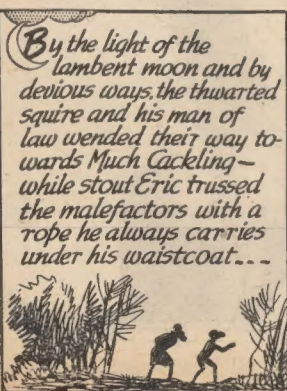 By the light of the
lambent moon and by
devious ways, the thwarted
squire and his man of
law wended their way to-
wards Much Cackling—
while stout Eric trussed
the malefactors with a
rope he always carries
under his waistcoat...